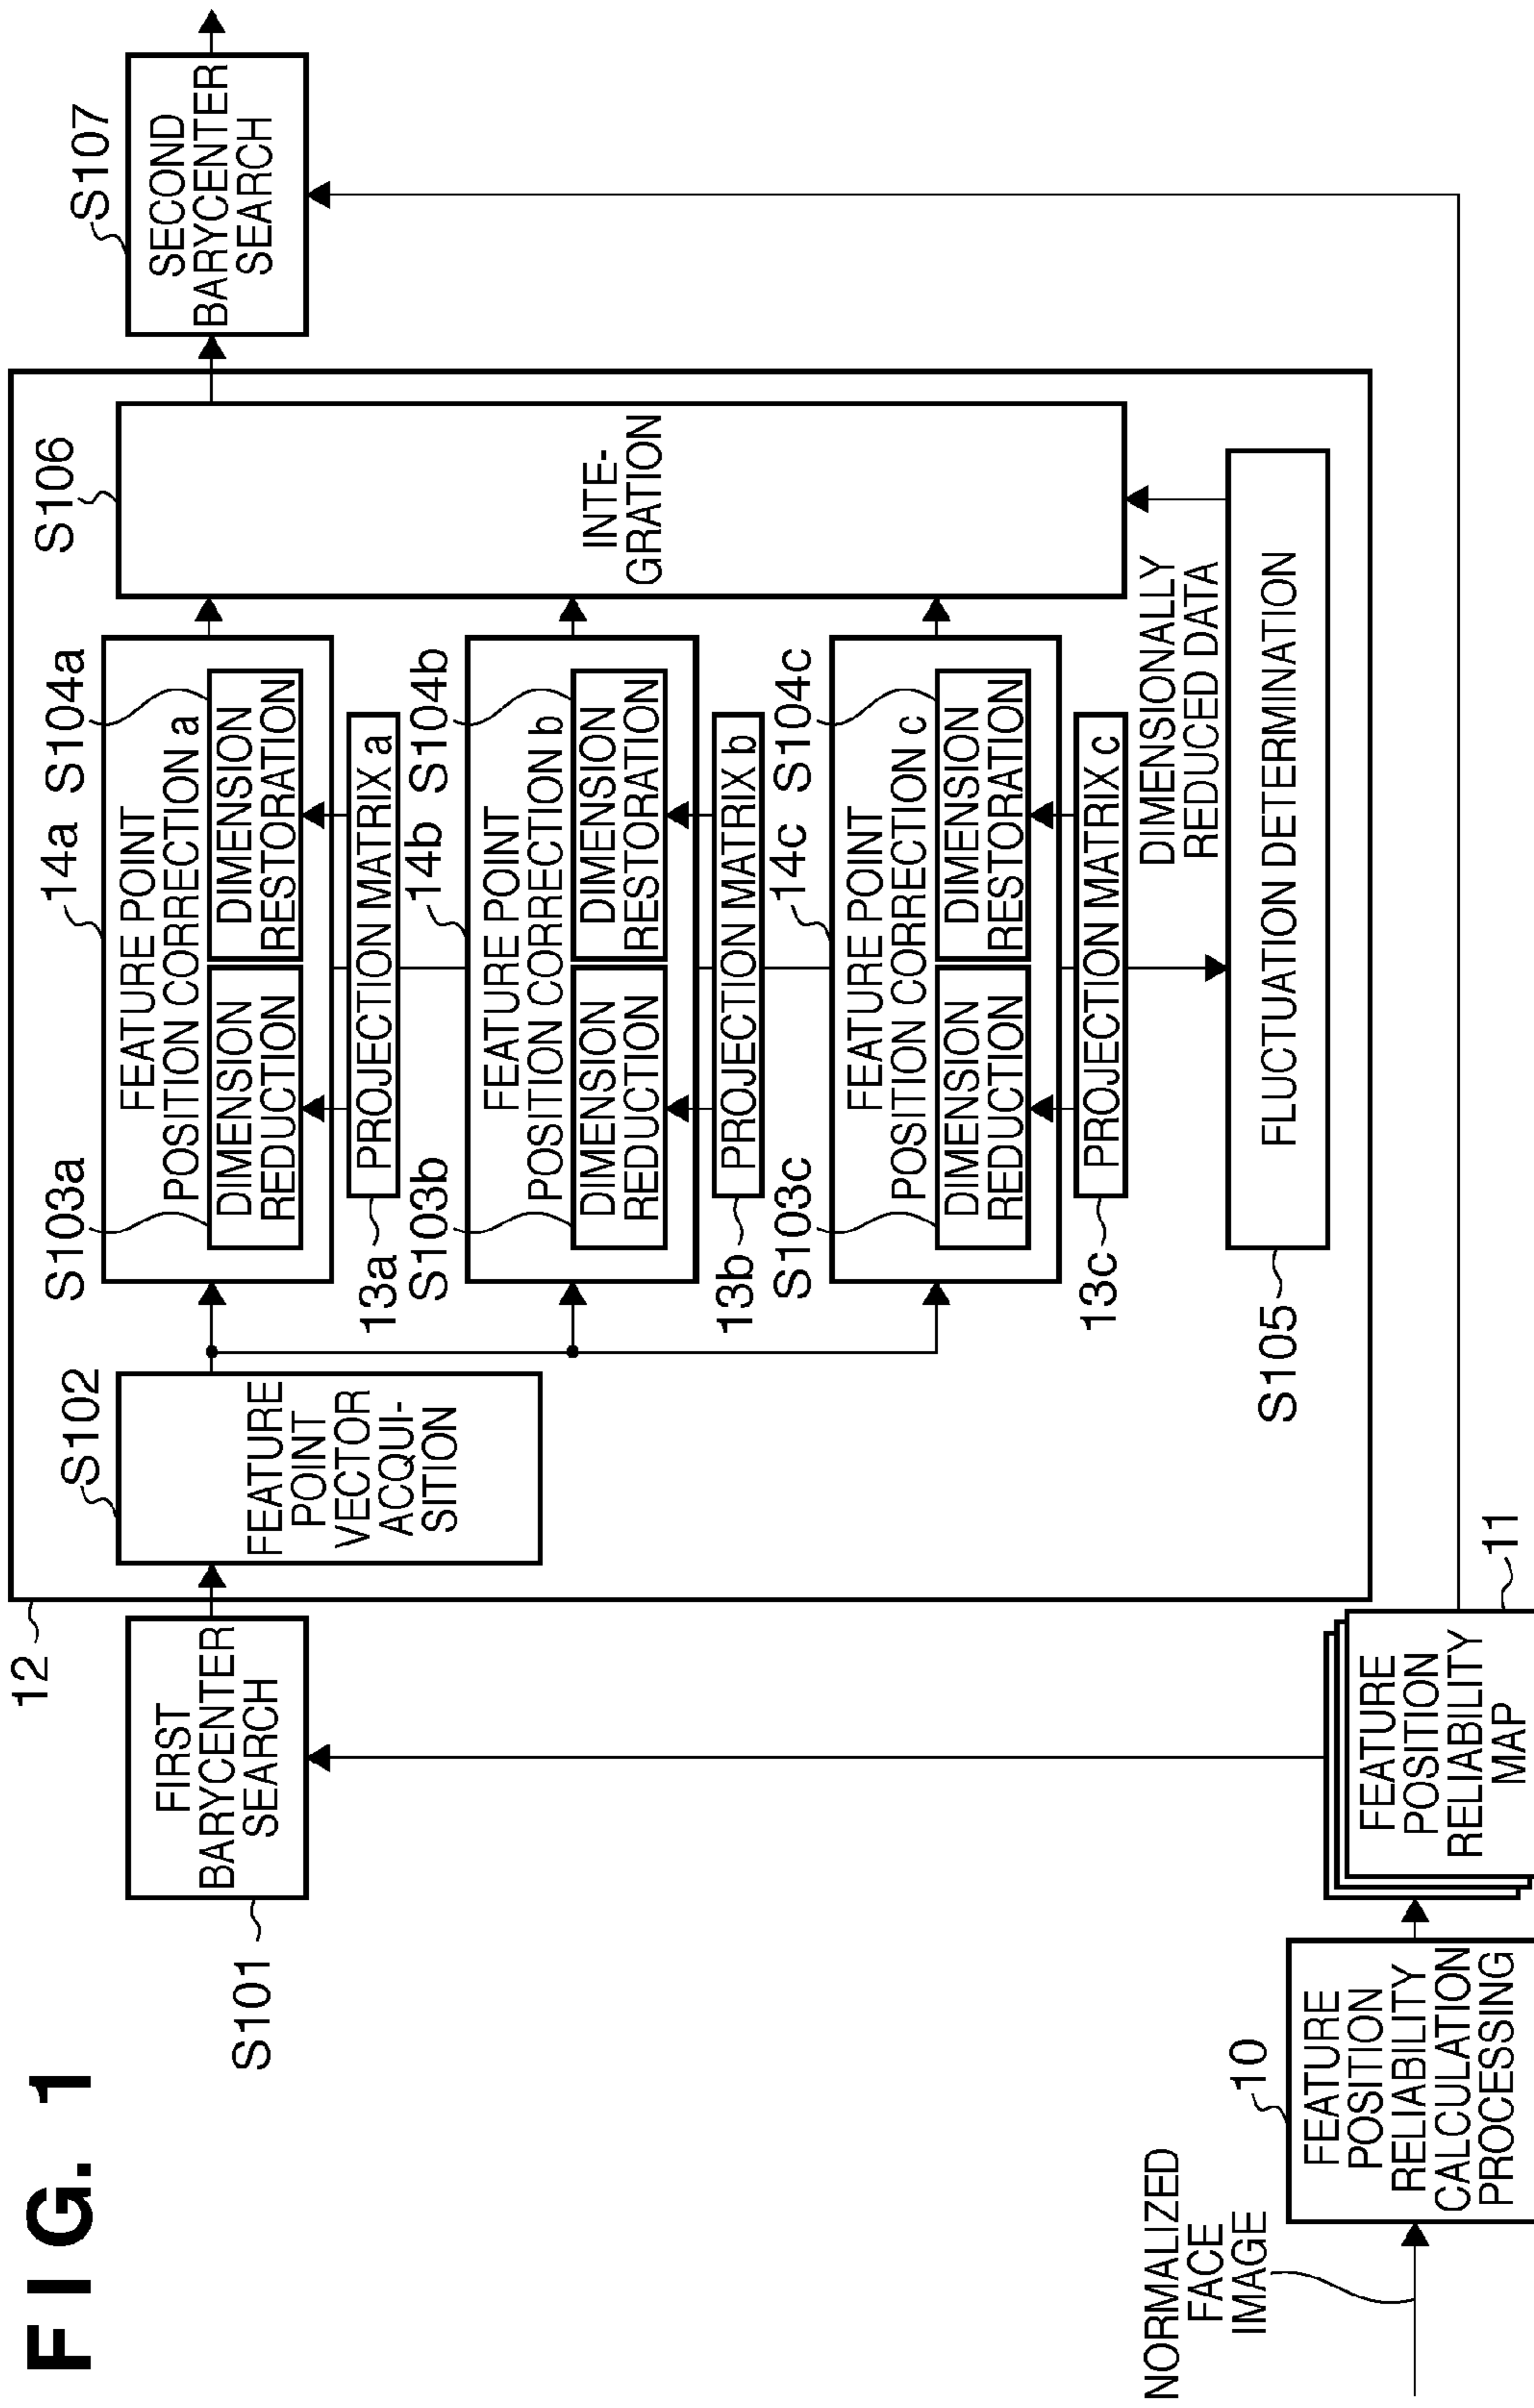 FIG. 1
S101
FIRST
BARYCENTER
SEARCH
12
S102
FEATURE
POINT
VECTOR
ACQUI-
SITION
S103a
14a
S104a
FEATURE POINT
POSITION CORRECTION a
DIMENSION
REDUCTION
DIMENSION
RESTORATION
13a
PROJECTION MATRIX a
S103b
14b
S104b
FEATURE POINT
POSITION CORRECTION b
DIMENSION
REDUCTION
DIMENSION
RESTORATION
13b
PROJECTION MATRIX b
S103c
14c
S104c
FEATURE POINT
POSITION CORRECTION c
DIMENSION
REDUCTION
DIMENSION
RESTORATION
13c
PROJECTION MATRIX c
S106
INTE-
GRATION
DIMENSIONALLY
REDUCED DATA
S105
FLUCTUATION DETERMINATION
S107
SECOND
BARYCENTER
SEARCH
NORMALIZED
FACE
IMAGE
10
FEATURE
POSITION
RELIABILITY
CALCULATION
PROCESSING
11
FEATURE
POSITION
RELIABILITY
MAP